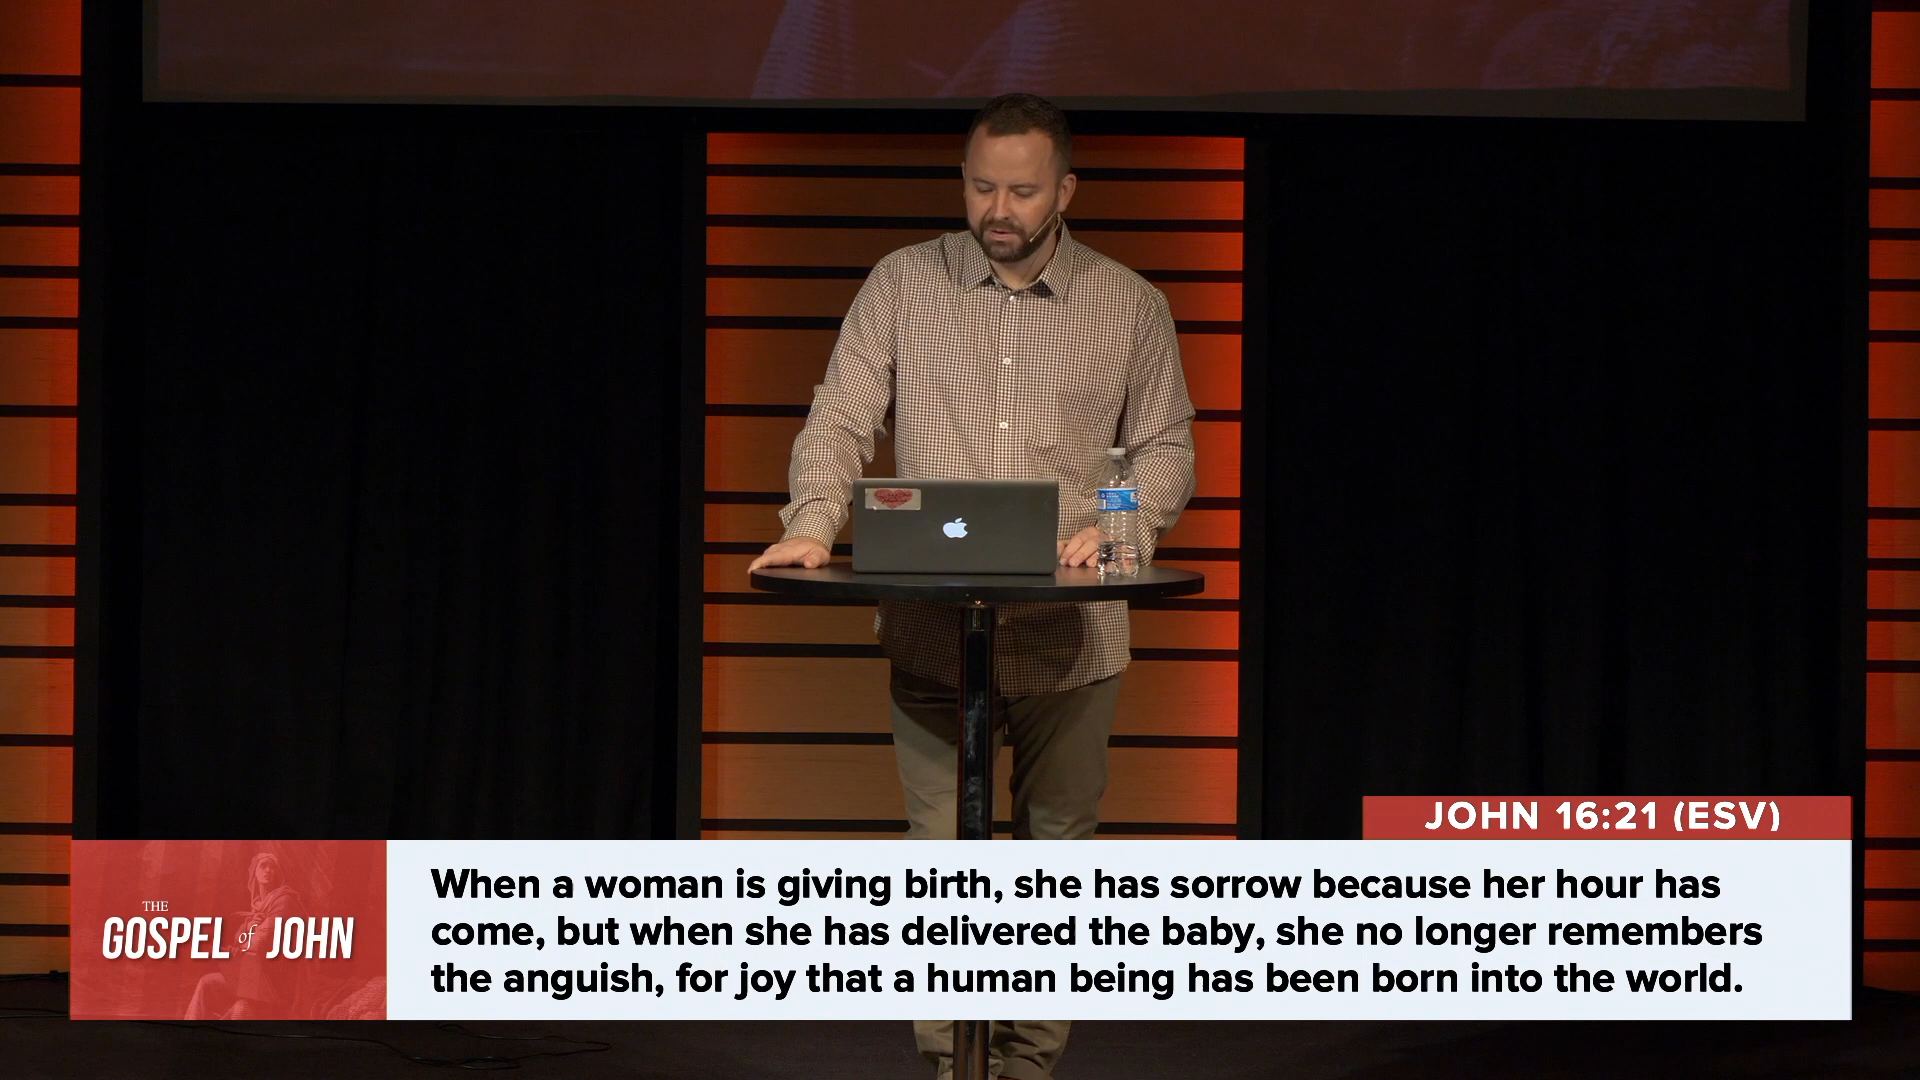 JOHN 16:21 (ESV)
THE
GOSPEL of JOHN
When a woman is giving birth, she has sorrow because her hour has
come, but when she has delivered the baby, she no longer remembers
the anguish, for joy that a human being has been born into the world.